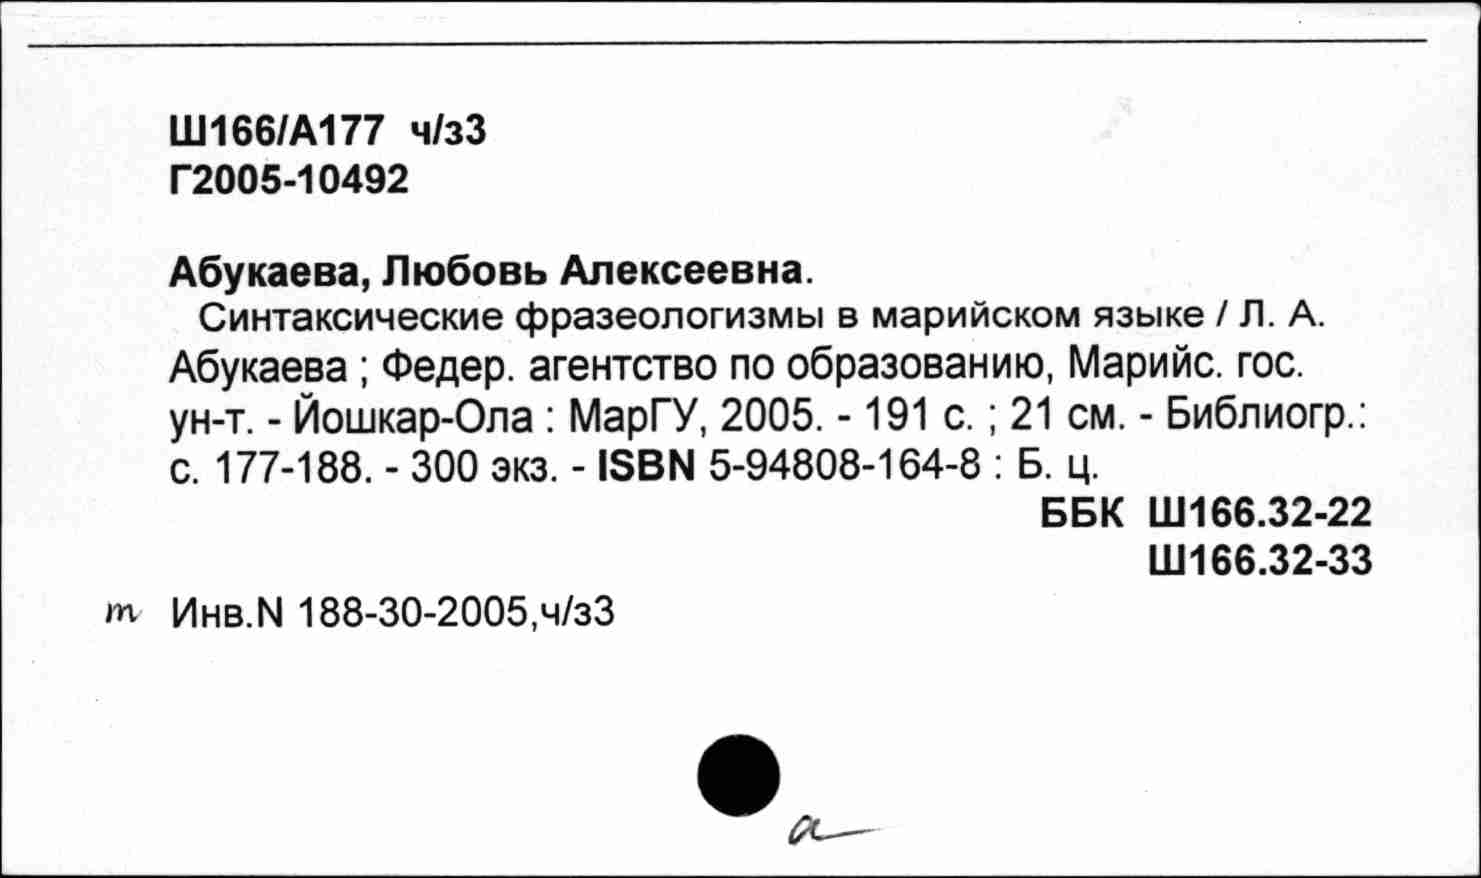 Ш166/А177 ч/з3
Г2005-10492
Абукаева, Любовь Алексеевна.
Синтаксические фразеологизмы в марийском языке / Л. А.
Абукаева ; Федер. агентство по образованию, Марийс. гос.
ун-т. - Йошкар-Ола : МарГУ, 2005. - 191 с. ; 21 см. - Библиогр.:
с. 177-188. - 300 экз. - ISBN 5-94808-164-8 : Б. ц.
ББК Ш166.32-22
Ш166.32-33
т Инв.N 188-30-2005,ч/з3
а